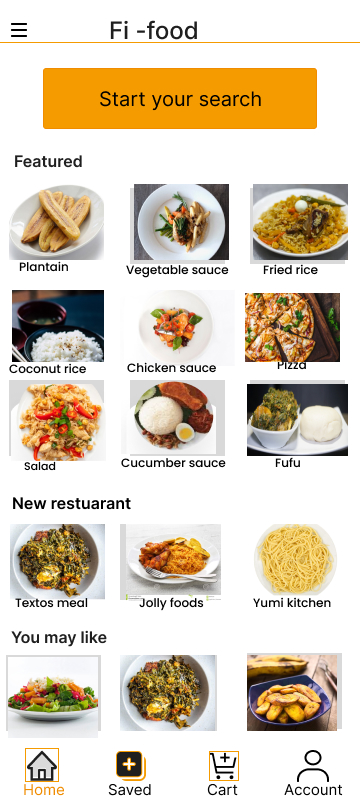 Fi -food
Start your search
Featured
Plantain
Vegetable sauce
Fried rice
Coconut rice
Chicken sauce
Pizza
Salad
Cucumber sauce
Fufu
New restuarant
Textos meal
Jolly foods
Yumi kitchen
You may like
Home
Saved
Cart
Account